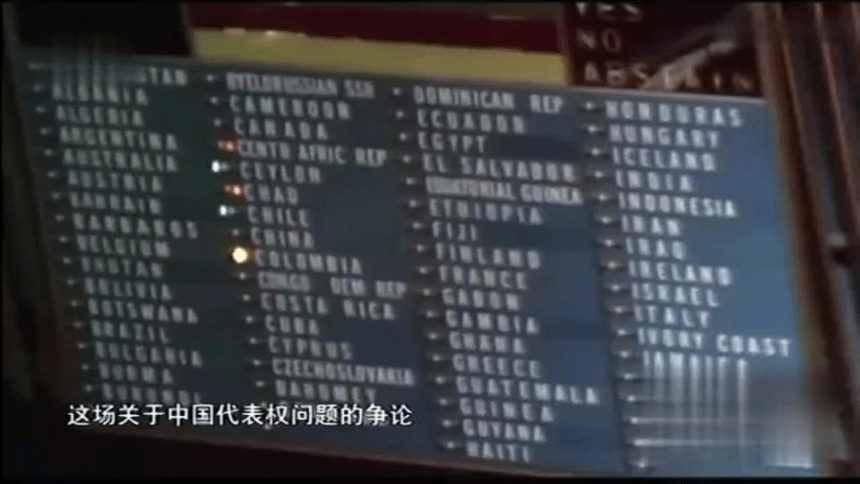 YES
NO
ABSTAIN
ALBANIA
ALGERIA
ARGENTINA
AUSTRALIA
AUSTRIA
BAHRAIN
BARBADOS
BELGIUM
BHUTAN
BOLIVIA
BOTSWANA
BRAZIL
BULGARIA
BURMA
BYELORUSSIAN SSR
CAMEROON
CANADA
CENTR AFRIC REP
CEYLON
CHAD
CHILE
CHINA
COLOMBIA
CONGO DEM REP
COSTA RICA
CUBA
CYPRUS
CZECHOSLOVAKIA
DAHOMEY
DOMINICAN REP
ECUADOR
EGYPT
EL SALVADOR
EQUATORIAL GUINEA
ETHIOPIA
FIJI
FINLAND
FRANCE
GABON
GAMBIA
GHANA
GREECE
GUATEMALA
GUINEA
GUYANA
HAITI
HONDURAS
HUNGARY
ICELAND
INDIA
INDONESIA
IRAN
IRAQ
IRELAND
ISRAEL
ITALY
IVORY COAST
这场关于中国代表权问题的争论